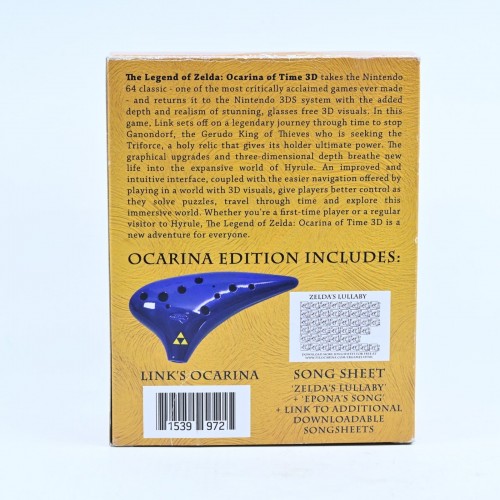 The Legend of Zelda: Ocarina of Time 3D takes the Nintendo
64 classic - one of the most critically acclaimed games ever made
- and returns it to the Nintendo 3DS system with the added
depth and realism of stunning, glasses free 3D visuals. In this
game, Link sets off on a legendary journey through time to stop
Ganondorf, the Gerudo King of Thieves who is seeking the
Triforce, a holy relic that gives its holder ultimate power. The
graphical upgrades and three-dimensional depth breathe new
life into the expansive world of Hyrule. An improved and
intuitive interface, coupled with the easier navigation offered by
playing in a world with 3D visuals, give players better control as
they solve puzzles, travel through time and explore this
immersive world. Whether you're a first-time player or a regular
visitor to Hyrule, The Legend of Zelda: Ocarina of Time 3D is a
new adventure for everyone.
OCARINA EDITION INCLUDES:
ZELDA'S LULLABY
LINK'S OCARINA
SONG SHEET
'ZELDA'S LULLABY'
+ 'EPONA'S SONG'
+ LINK TO ADDITIONAL
DOWNLOADABLE
SONGSHEETS
1539 972